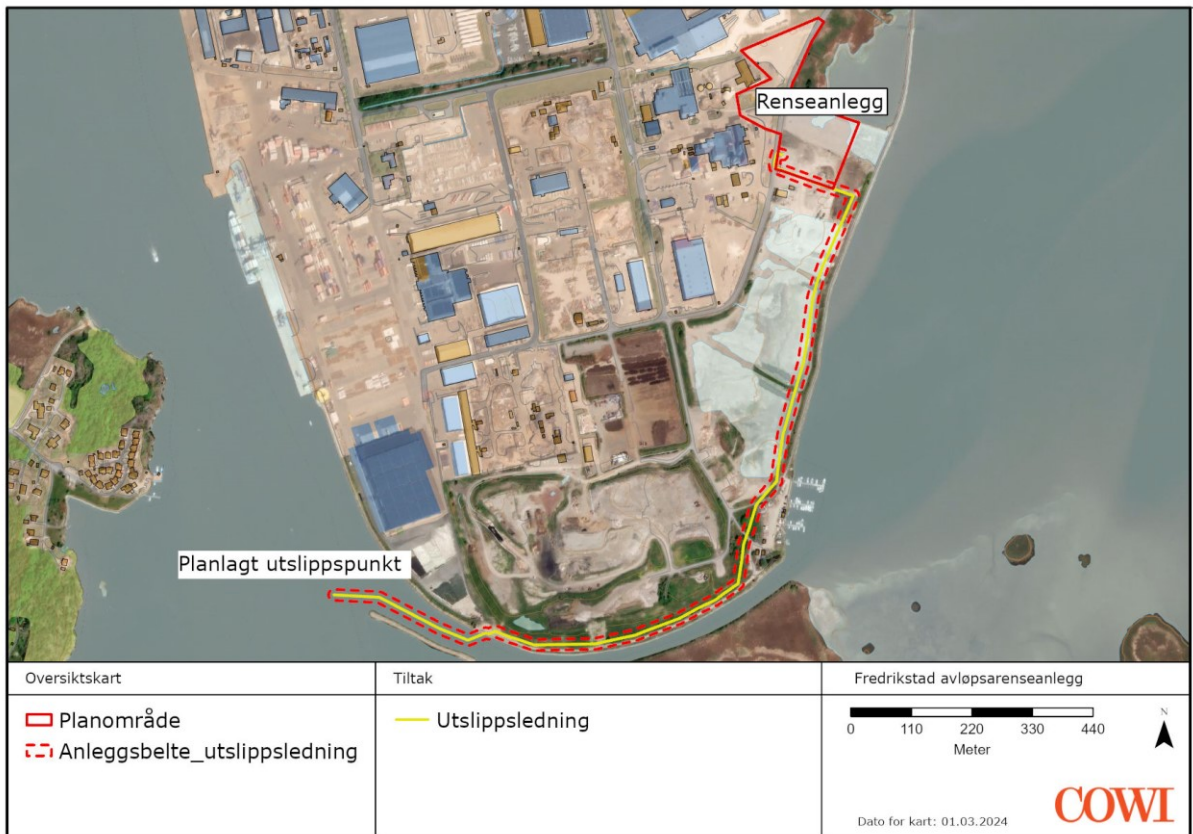 Renseanlegg
Planlagt utslippspunkt
Oversiktskart
Planområde
Anleggsbelte_utslippsledning
Tiltak
Utslippsledning
Fredrikstad avløpsarenseanlegg
0 110 220 330 440
Meter
N
Dato for kart: 01.03.2024
COWI